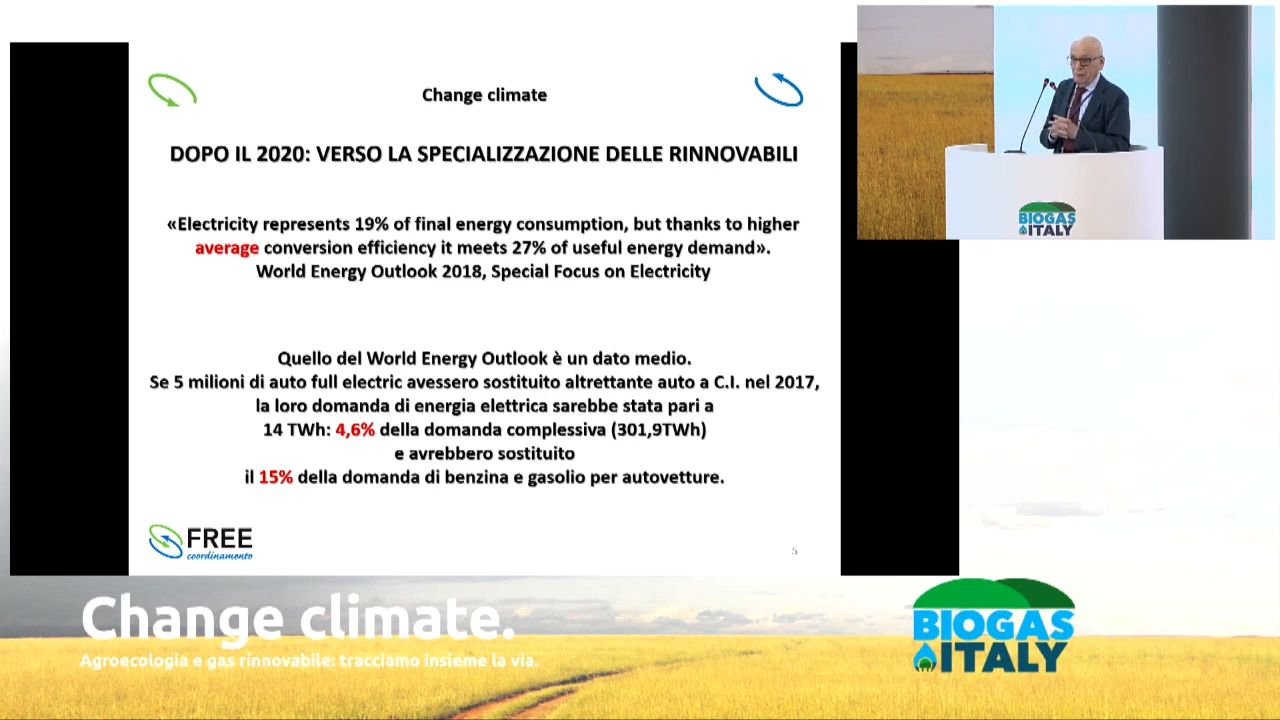 Change climate
DOPO IL 2020: VERSO LA SPECIALIZZAZIONE DELLE RINNOVABILI
«Electricity represents 19% of final energy consumption, but thanks to higher
average conversion efficiency it meets 27% of useful energy demand».
World Energy Outlook 2018, Special Focus on Electricity
Quello del World Energy Outlook è un dato medio.
Se 5 milioni di auto full electric avessero sostituito altrettante auto a C.I. nel 2017,
la loro domanda di energia elettrica sarebbe stata pari a
14 TWh: 4,6% della domanda complessiva (301,9TWh)
e avrebbero sostituito
il 15% della domanda di benzina e gasolio per autovetture.
FREE
coordinamento
5
BIOGAS
ITALY
Change climate.
Agroecologia e gas rinnovabile: tracciamo insieme la via.
BIOGAS
ITALY